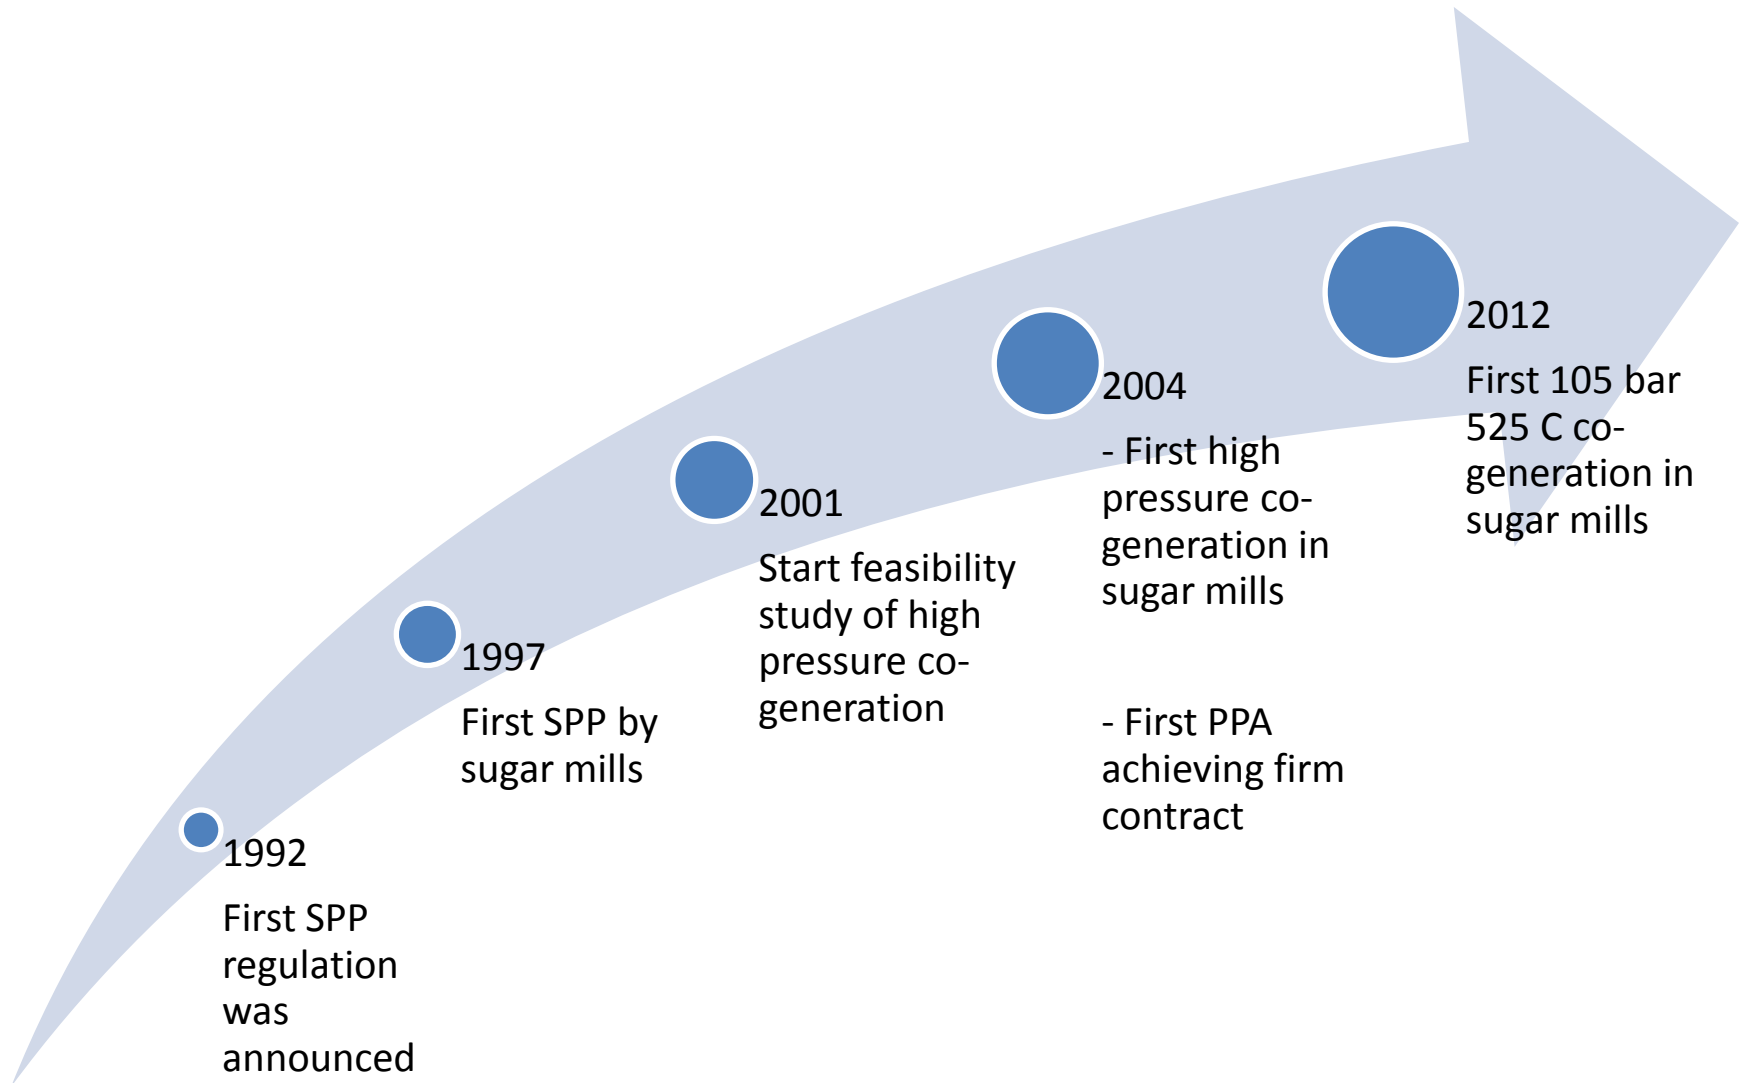 1992
First SPP
regulation
was
announced
1997
First SPP by
sugar mills
2001
Start feasibility
study of high
pressure co-
generation
2004
- First high
pressure co-
generation in
sugar mills
- First PPA
achieving firm
contract
2012
First 105 bar
525 C co-
generation in
sugar mills